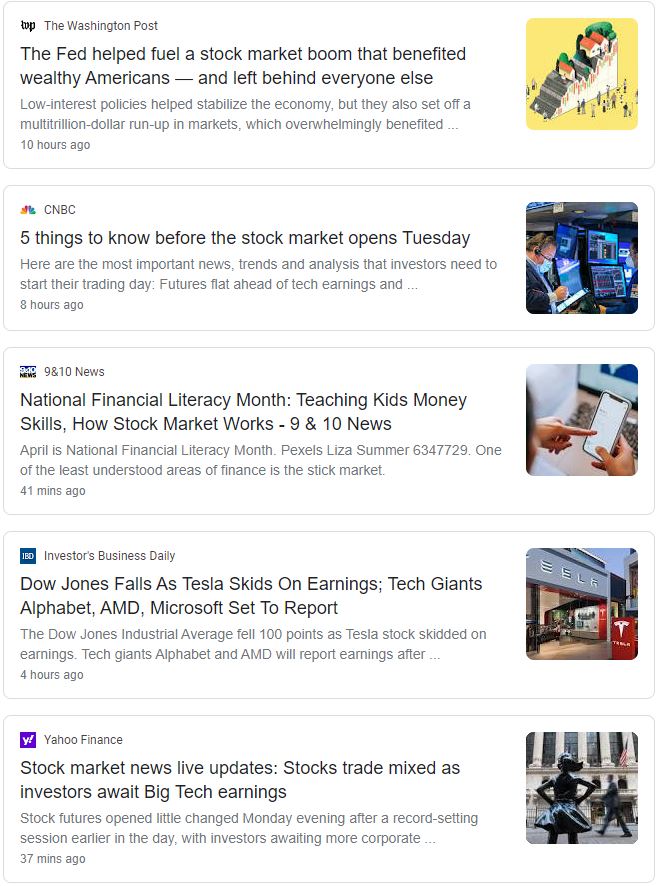 The Washington Post
The Fed helped fuel a stock market boom that benefited
wealthy Americans — and left behind everyone else
Low-interest policies helped stabilize the economy, but they also set off a
multitrillion-dollar run-up in markets, which overwhelmingly benefited ...
10 hours ago
CNBC
5 things to know before the stock market opens Tuesday
Here are the most important news, trends and analysis that investors need to
start their trading day: Futures flat ahead of tech earnings and ...
8 hours ago
9&10 NEWS
9&10 News
National Financial Literacy Month: Teaching Kids Money
Skills, How Stock Market Works - 9 & 10 News
April is National Financial Literacy Month. Pexels Liza Summer 6347729. One
of the least understood areas of finance is the stick market.
41 mins ago
IBD
Investor's Business Daily
Dow Jones Falls As Tesla Skids On Earnings; Tech Giants
Alphabet, AMD, Microsoft Set To Report
The Dow Jones Industrial Average fell 100 points as Tesla stock skidded on
earnings. Tech giants Alphabet and AMD will report earnings after ...
4 hours ago
ESLA
TESLA
y!
Yahoo Finance
Stock market news live updates: Stocks trade mixed as
investors await Big Tech earnings
Stock futures opened little changed Monday evening after a record-setting
session earlier in the day, with investors awaiting more corporate ...
37 mins ago